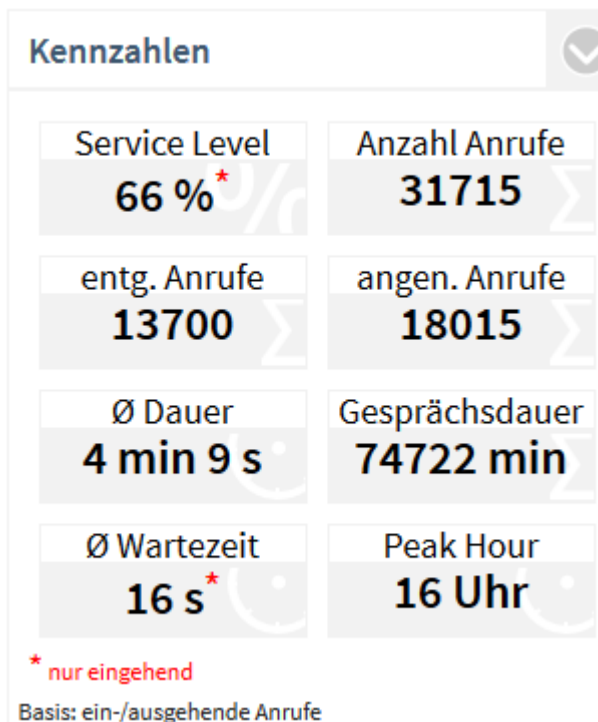 Kennzahlen
Service Level
66 %*
Anzahl Anrufe
31715
entg. Anrufe
13700
angen. Anrufe
18015
Ø Dauer
4 min 9 s
Gesprächsdauer
74722 min
Ø Wartezeit
16 s*
Peak Hour
16 Uhr
* nur eingehend
Basis: ein-/ausgehende Anrufe